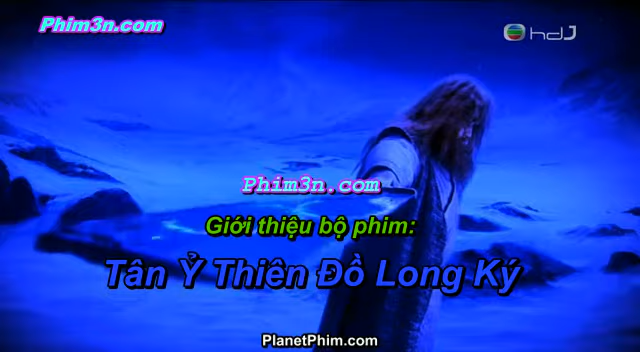 Phim3n.com
hdJ
Phim3n.com
Giới thiệu bộ phim:
Tân Ỷ Thiên Đồ Long Ký
PlanetPhim.com